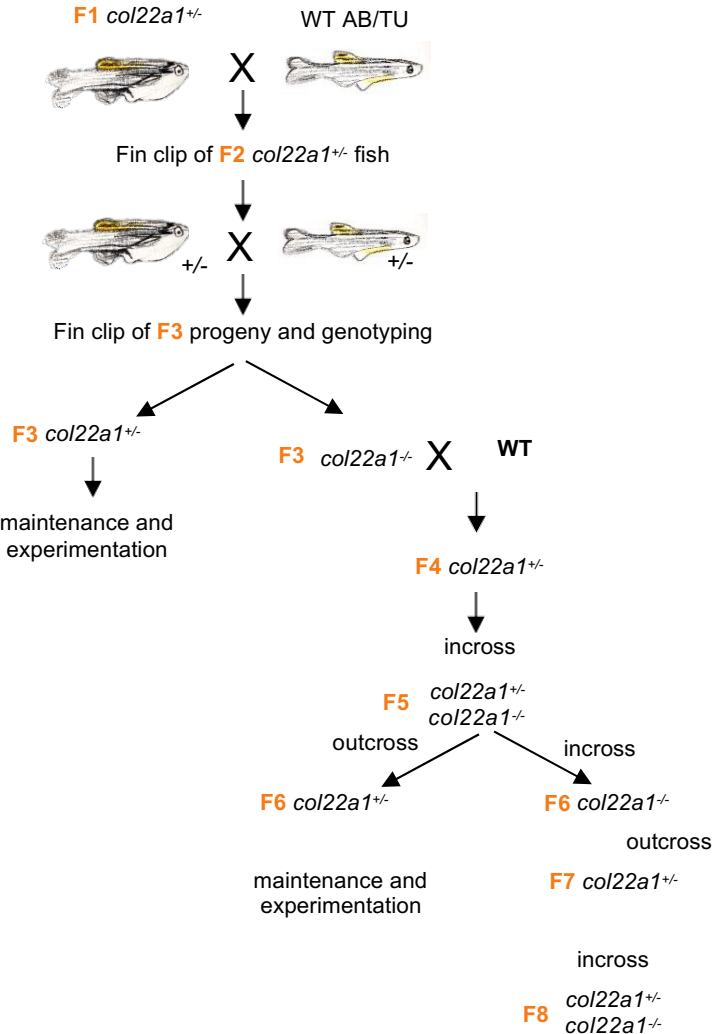 F1 col22a1+/- WT AB/TU
X
Fin clip of F2 col22a1+/- fish
+/- X +/-
Fin clip of F3 progeny and genotyping
F3 col22a1+/-
F3 col22a1-/- X WT
maintenance and
experimentation
F4 col22a1+/-
incross
F5 col22a1+/-
col22a1-/-
outcross
incross
F6 col22a1+/-
F6 col22a1-/-
outcross
maintenance and
experimentation
F7 col22a1+/-
incross
F8 col22a1+/-
col22a1-/-